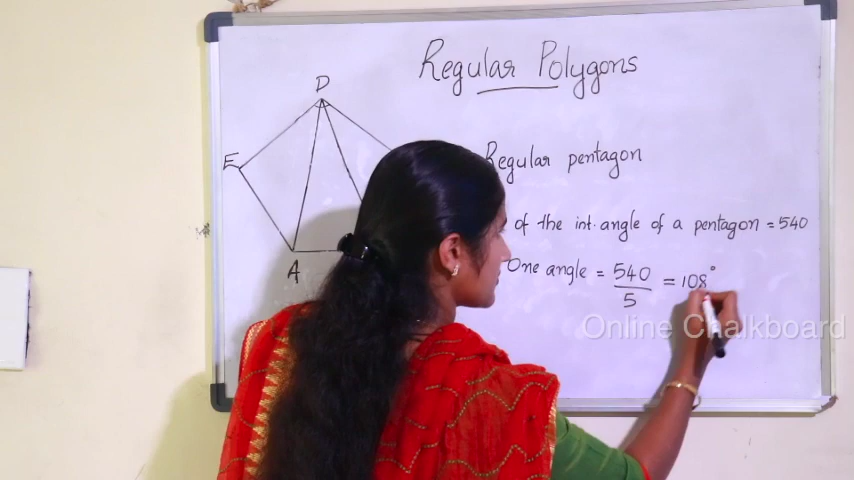 Regular Polygons
D
E
A
Regular pentagon
of the int. angle of a pentagon = 540
One angle = 540/5 = 108°
Online Chalkboard